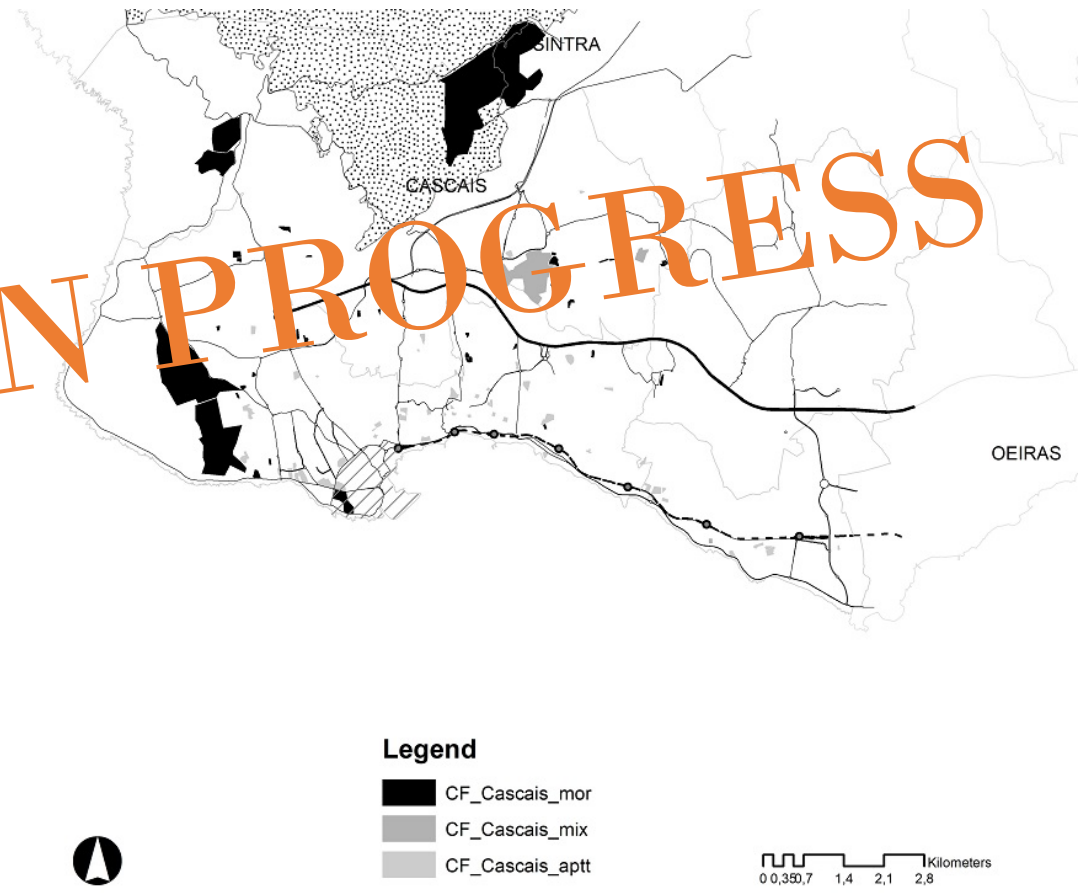 SINTRA
CASCAIS
N PROGRESS
OEIRAS
Legend
CF_Cascais_mor
CF_Cascais_mix
CF_Cascais_aptt
Kilometers
0 0,35 0,7 1,4 2,1 2,8